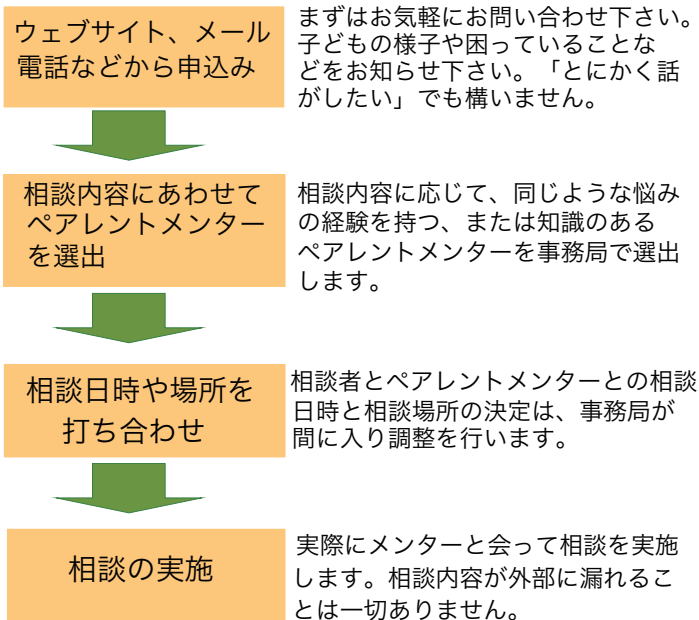 ウェブサイト、メール
電話などから申込み
まずはお気軽にお問い合わせ下さい。
子どもの様子や困っていることな
どをお知らせ下さい。「とにかく話
がしたい」でも構いません。
相談内容にあわせて
ペアレントメンター
を選出
相談内容に応じて、同じような悩み
の経験を持つ、または知識のある
ペアレントメンターを事務局で選出
します。
相談日時や場所を
打ち合わせ
相談者とペアレントメンターとの相談
日時と相談場所の決定は、事務局が
間に入り調整を行います。
相談の実施
実際にメンターと会って相談を実施
します。相談内容が外部に漏れるこ
とは一切ありません。